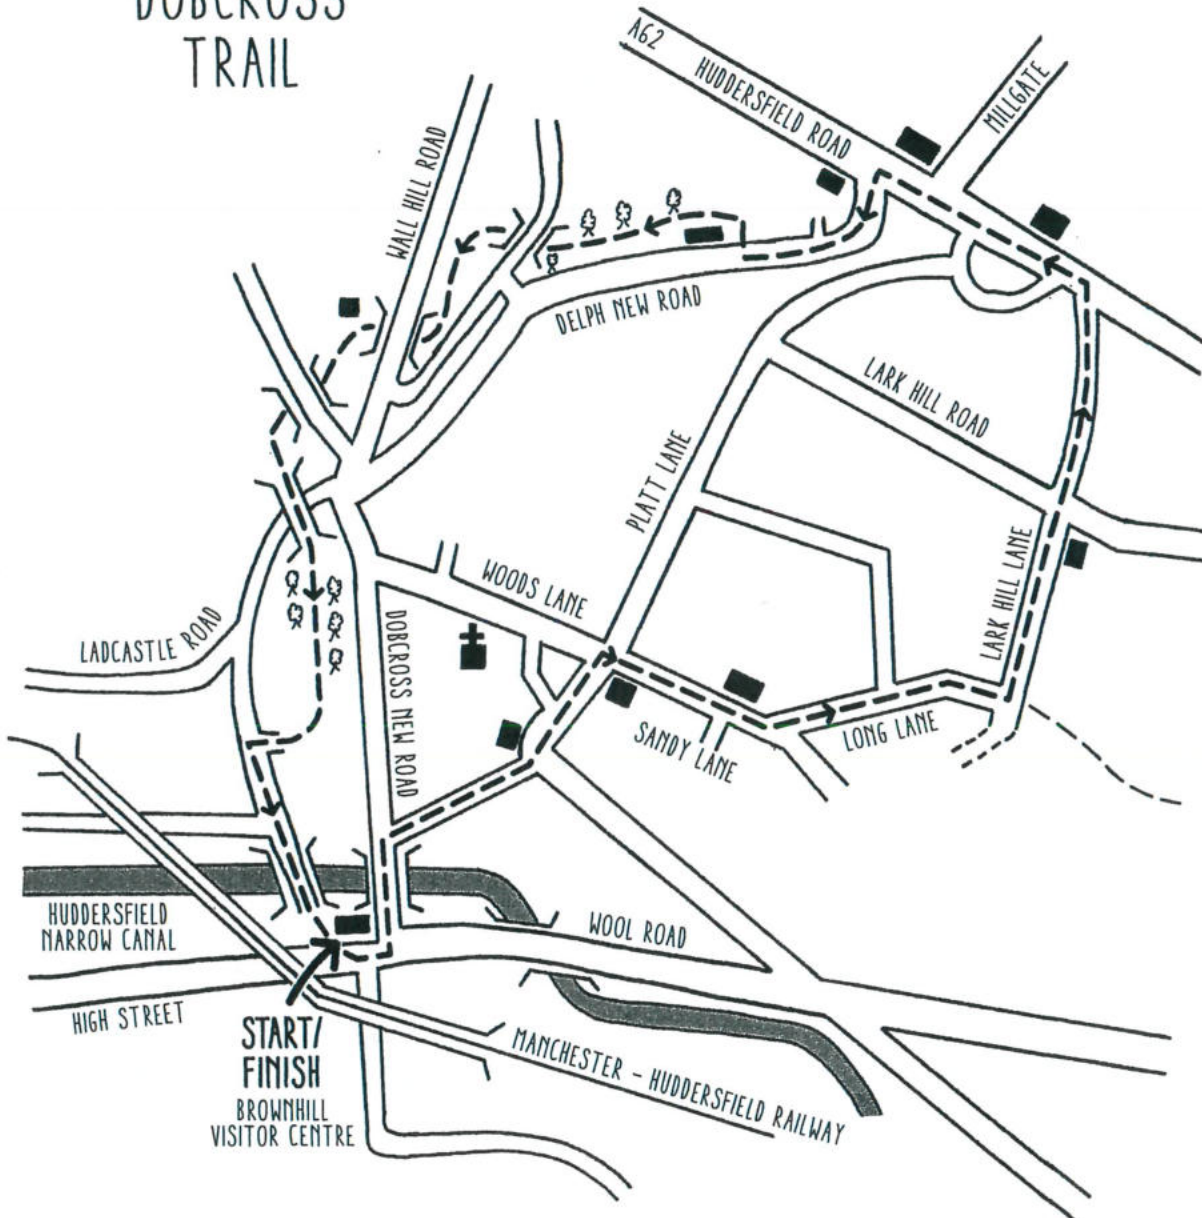 DOBCROSS
TRAIL
A62
HUDDERSFIELD ROAD
MILLGATE
WALL HILL ROAD
DELPH NEW ROAD
LARK HILL ROAD
PLATT LANE
WOODS LANE
LARK HILL LANE
LADCASTLE ROAD
DOBCROSS NEW ROAD
SANDY LANE
LONG LANE
HUDDERSFIELD
NARROW CANAL
WOOL ROAD
HIGH STREET
START/
FINISH
BROWNHILL
VISITOR CENTRE
MANCHESTER - HUDDERSFIELD RAILWAY